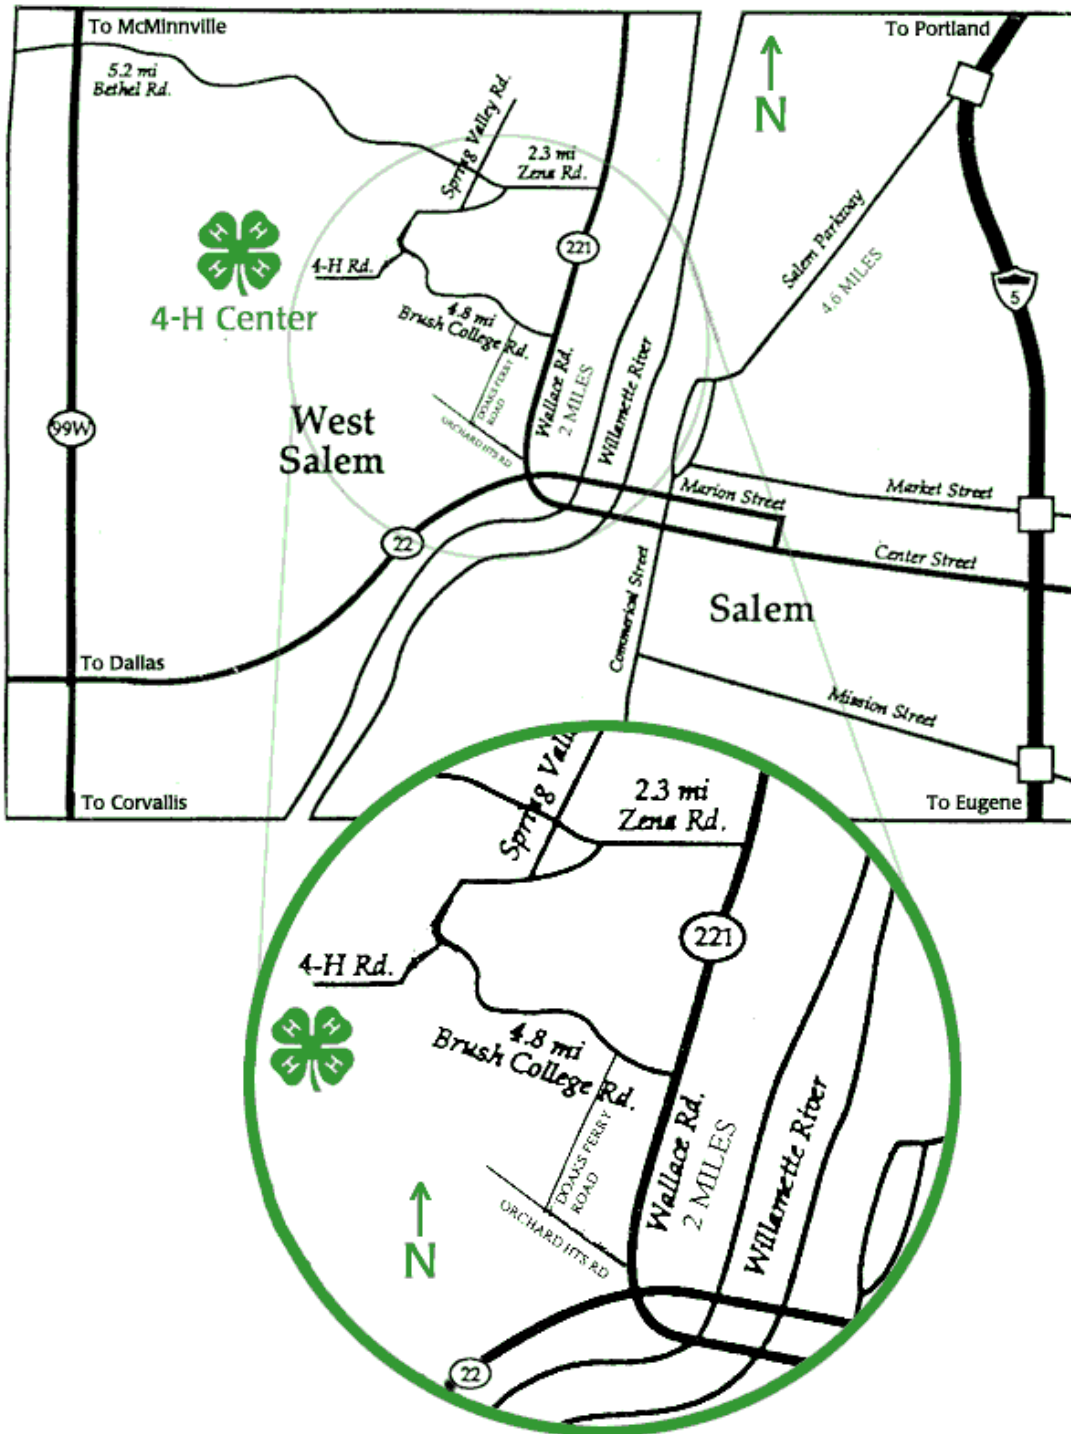 To McMinnville
To Portland
5.2 mi
Bethel Rd.
N
Spring Valley Rd.
2.3 mi
Zena Rd.
Salem Parkway
4.6 MILES
H H H H
4-H Center
4-H Rd.
221
5
4.8 mi
Brush College Rd.
DOAKS FERRY
ROAD
ORCHARD HTS RD
Wallace Rd.
2 MILES
Willamette River
99W
West
Salem
Marion Street
Market Street
22
Center Street
Commerical Street
Salem
To Dallas
Mission Street
To Corvallis
To Eugene
Spring Vall
2.3 mi
Zena Rd.
221
4-H Rd.
H H H H
4.8 mi
Brush College Rd.
DOAKS FERRY
ROAD
ORCHARD HTS RD
Wallace Rd.
2 MILES
Willamette River
N
22